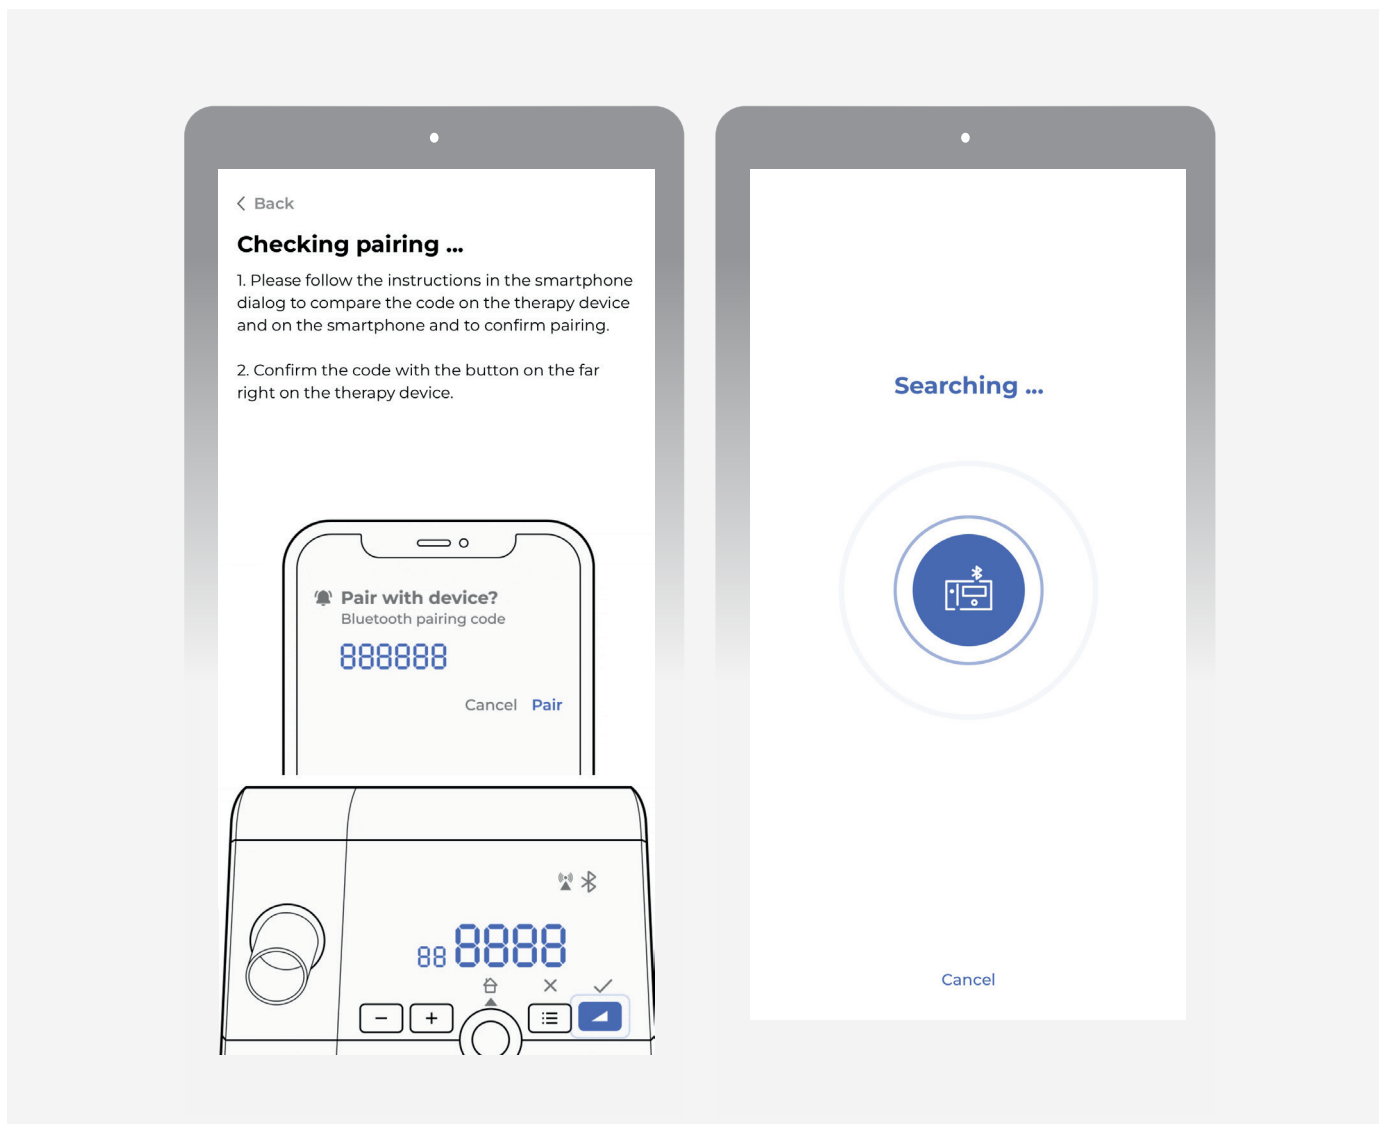 Back
Checking pairing ...
1. Please follow the instructions in the smartphone
dialog to compare the code on the therapy device
and on the smartphone and to confirm pairing.
2. Confirm the code with the button on the far
right on the therapy device.
Pair with device?
Bluetooth pairing code
888888
Cancel Pair
88 8888
Searching ...
Cancel